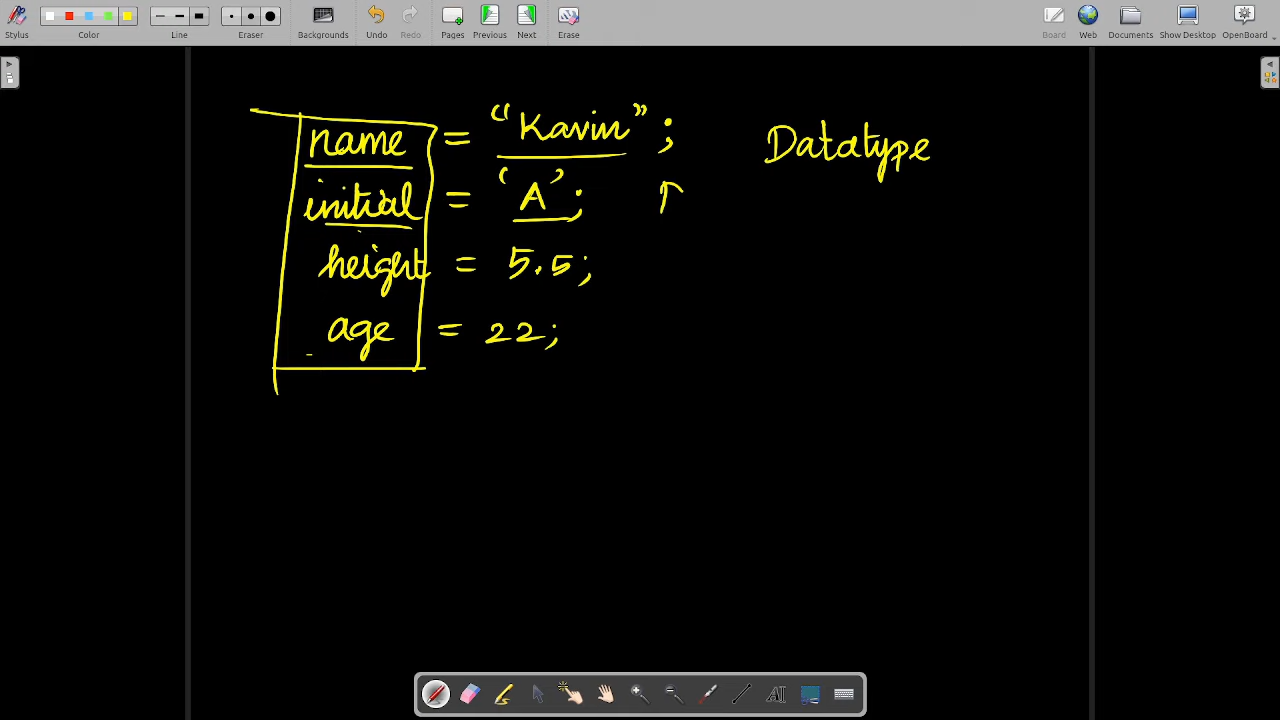 Stylus Color Line Eraser Backgrounds Undo Redo Pages Previous Next Erase Board Web Documents Show Desktop OpenBoard
name = "Kavin"; Datatype
initial = 'A';
height = 5.5;
age = 22;